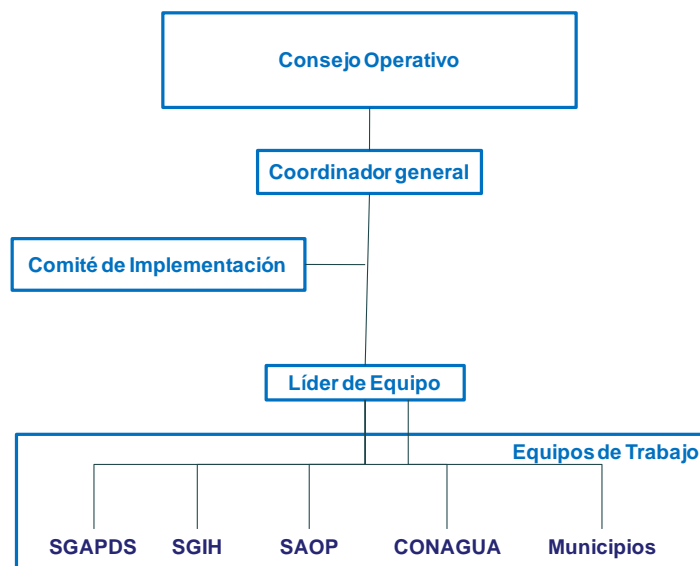 Consejo Operativo
Coordinador general
Comité de Implementación
Líder de Equipo
Equipos de Trabajo
SGAPDS SGIH SAOP CONAGUA Municipios